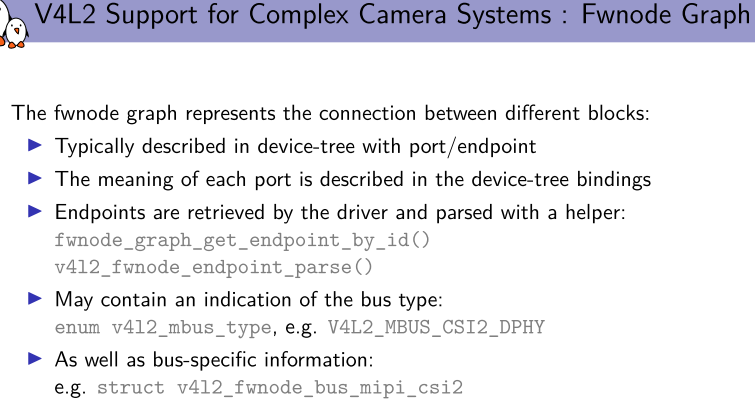 V4L2 Support for Complex Camera Systems : Fwnode Graph
The fwnode graph represents the connection between different blocks:
▶ Typically described in device-tree with port/endpoint
▶ The meaning of each port is described in the device-tree bindings
▶ Endpoints are retrieved by the driver and parsed with a helper:
fwnode_graph_get_endpoint_by_id()
v4l2_fwnode_endpoint_parse()
▶ May contain an indication of the bus type:
enum v4l2_mbus_type, e.g. V4L2_MBUS_CSI2_DPHY
▶ As well as bus-specific information:
e.g. struct v4l2_fwnode_bus_mipi_csi2